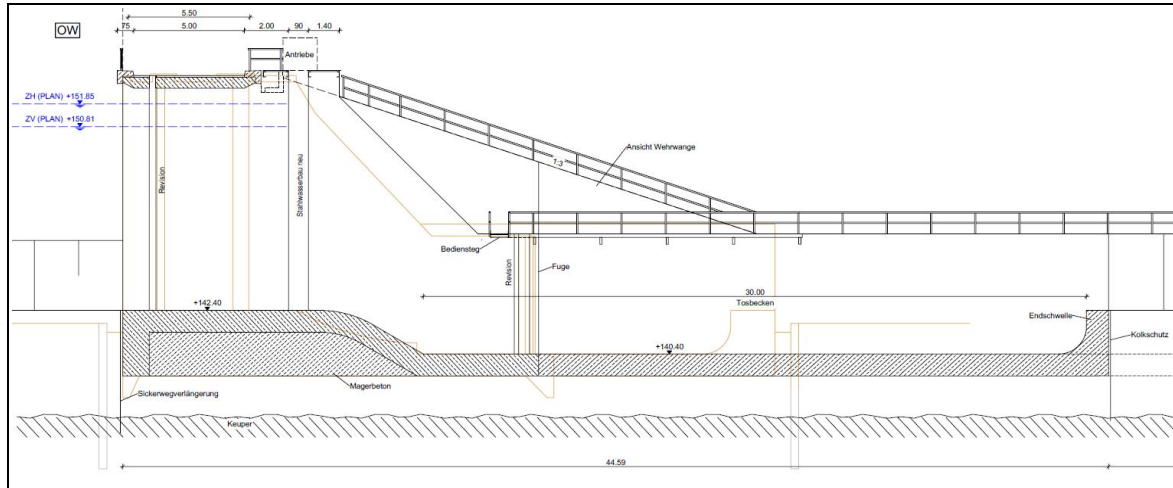 5.50
OW
75
5.00
2.00
90
1.40
Antriebe
ZH (PLAN) +151.85
ZV (PLAN) +150.81
Ansicht Wehrwange
1:3
Revision
Stahlwasserbau neu
Bediensteg
Revision
Fuge
30.00
Tosbecken
+142.40
Endschwelle
+140.40
Kolkschutz
Magerbeton
Sickerwegverlängerung
Keuper
44.59